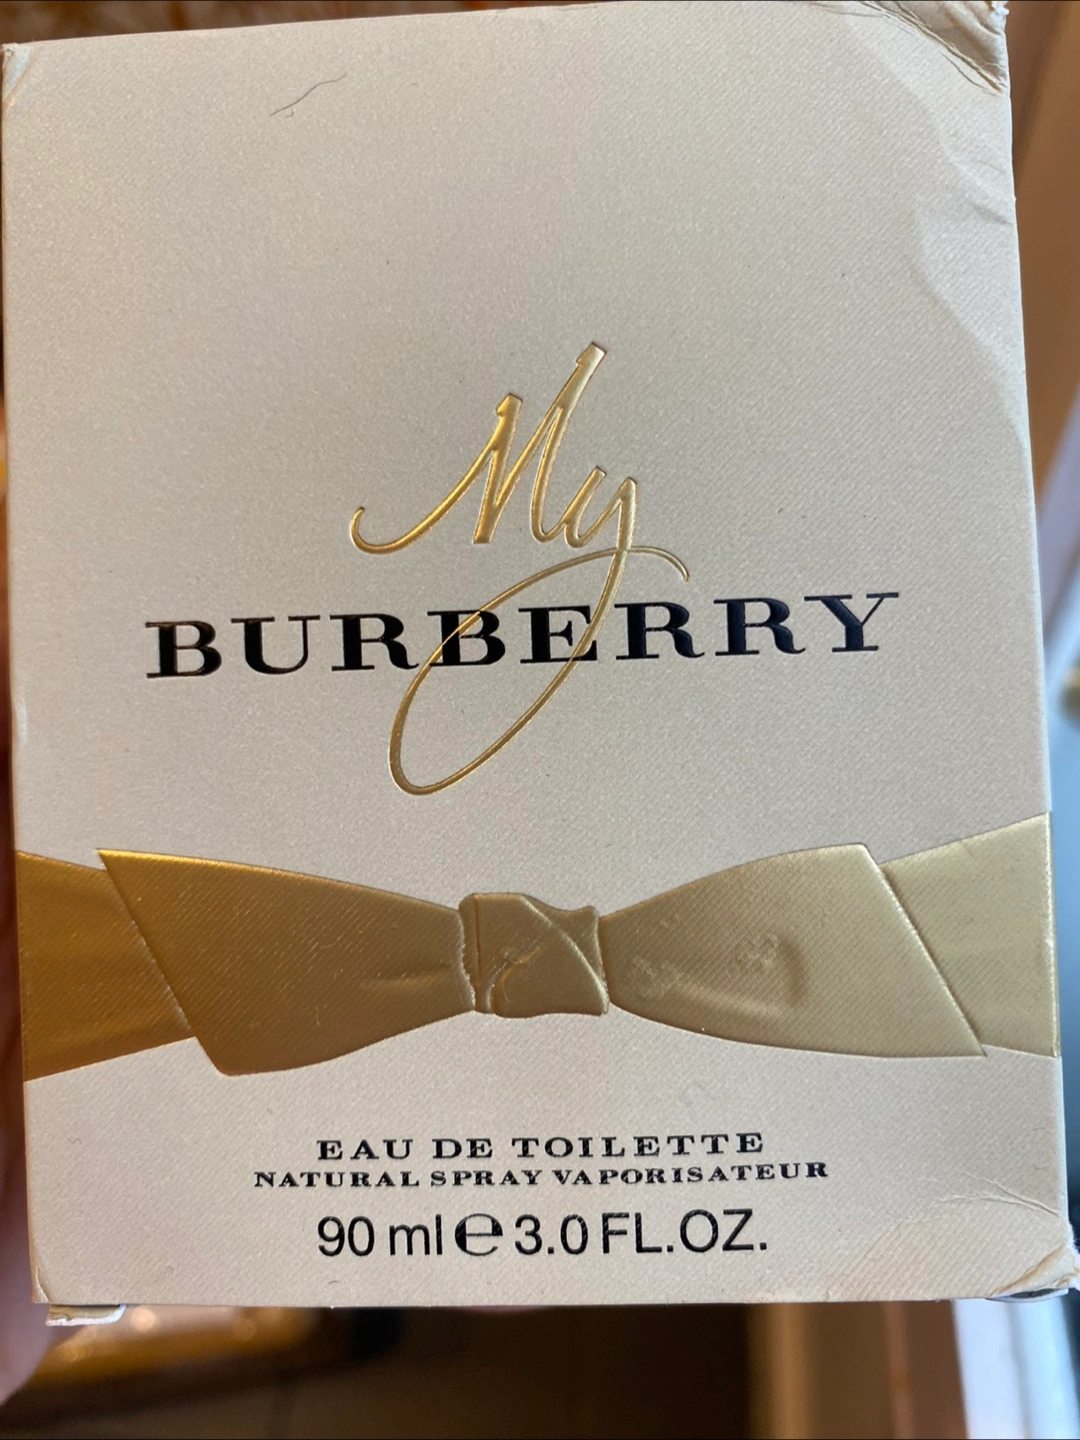 My
BURBERRY
EAU DE TOILETTE
NATURAL SPRAY VAPORISATEUR
90 ml ℮ 3.0 FL.OZ.